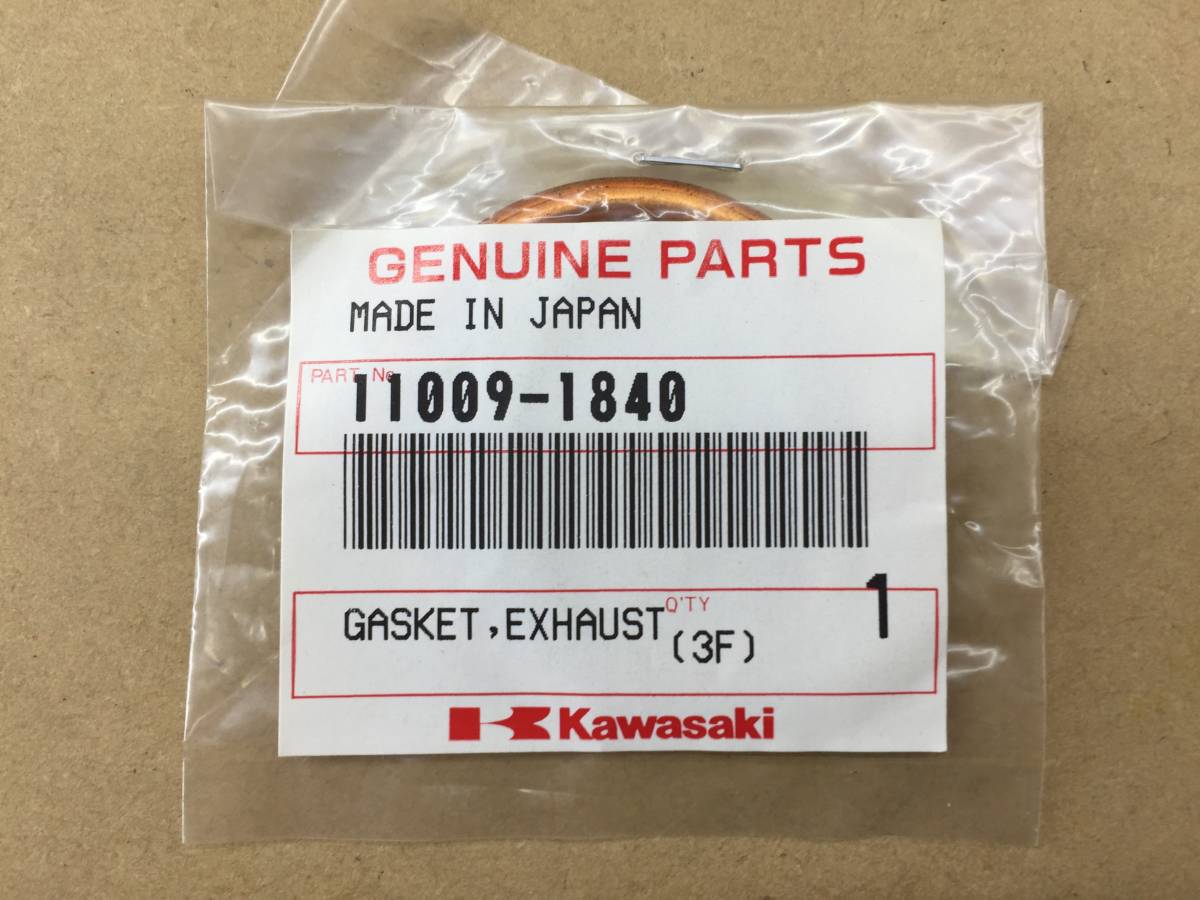 GENUINE PARTS
MADE IN JAPAN
PART No
11009-1840
GASKET,EXHAUST
Q'TY
(3F)
1
Kawasaki